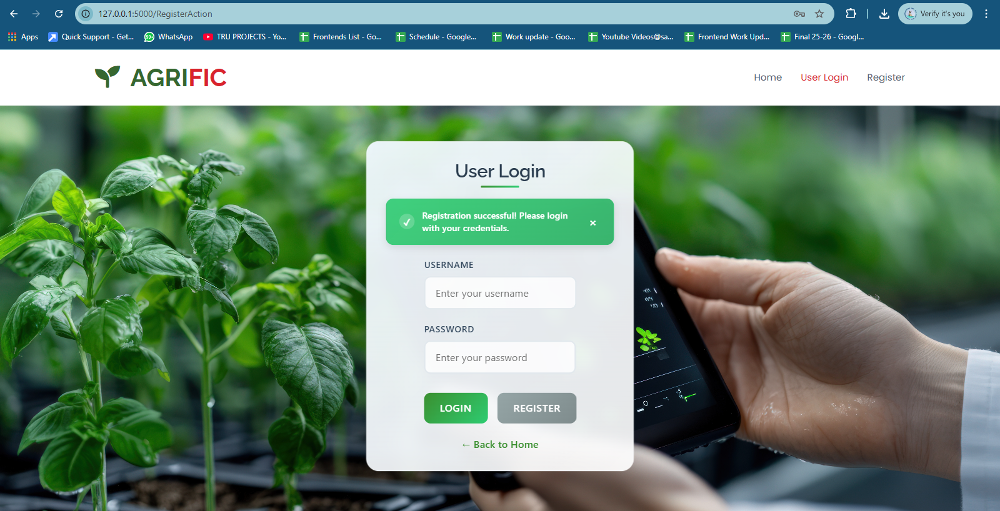 127.0.0.1:5000/RegisterAction
Verify it's you
Apps
Quick Support - Get...
99+
WhatsApp
TRU PROJECTS - Yo...
Frontends List - Go...
Schedule - Google...
Work update - Goo...
Youtube Videos@sa...
Frontend Work Upd...
Final 25-26 - Googl...
AGRIFIC
Home
User Login
Register
User Login
Registration successful! Please login
with your credentials.
×
USERNAME
Enter your username
PASSWORD
Enter your password
LOGIN
REGISTER
← Back to Home